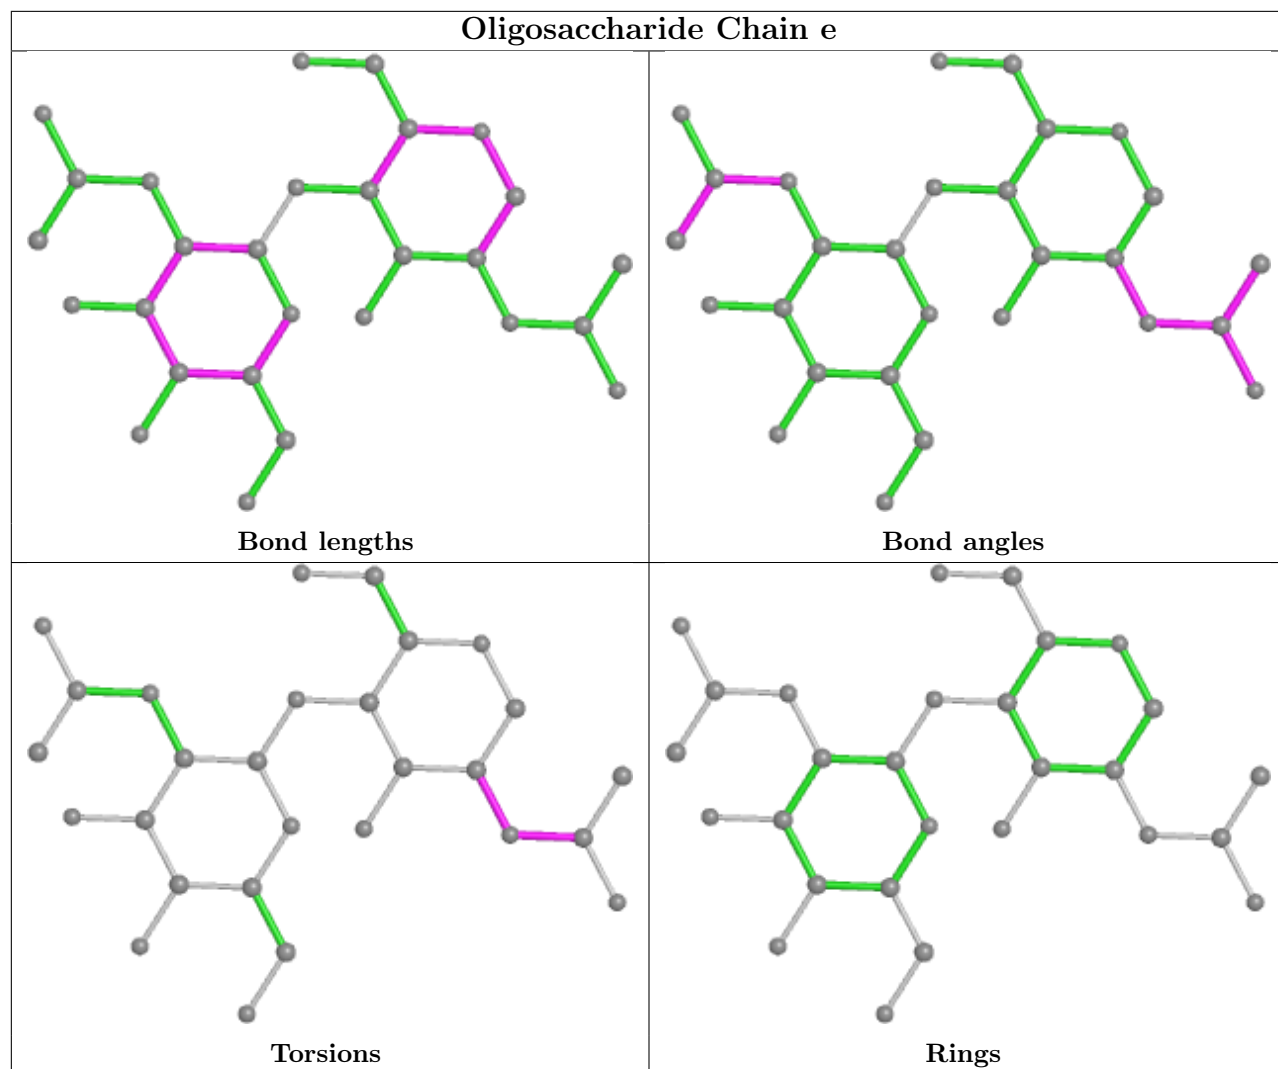 Oligosaccharide Chain e
Bond lengths
Bond angles
Torsions
Rings